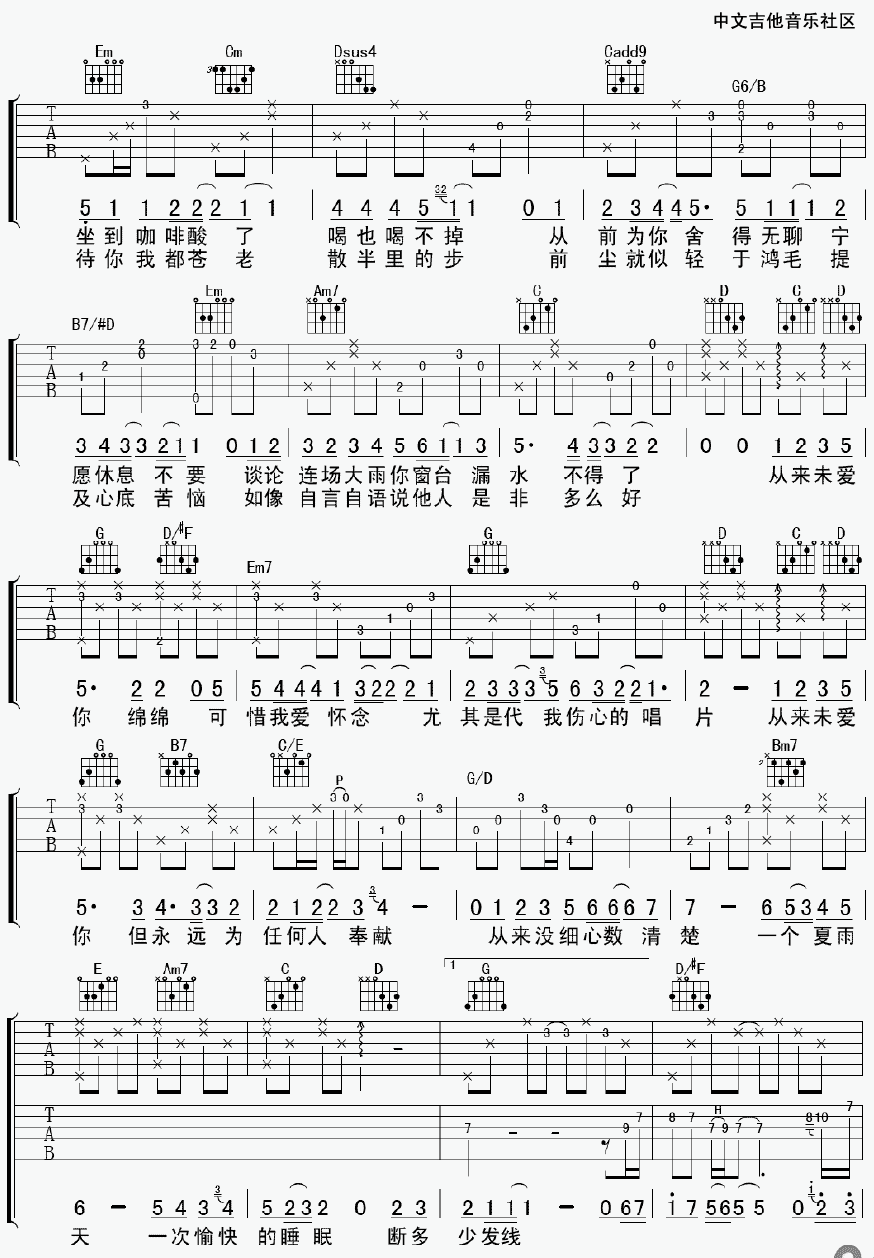 中文吉他音乐社区
Em Cm Dsus4 Cadd9
G6/B
5 1 1 2 2 2 1 1 4 4 4 5 32 1 1 0 1 2 3 4 4 5· 5 1 1 1 2
坐到咖啡酸了 喝也喝不掉 从前为你舍得无聊宁
待你我都苍老 散半里的步 前尘就似轻于鸿毛提
Em Am7 C D C D
B7/#D
3 4 3 3 2 1 1 0 1 2 3 2 3 4 5 6 1 1 3 5· 4 3 3 2 2 0 0 1 2 3 5
愿休息不要谈论连场大雨你窗台漏水不得了 从来未爱
及心底苦恼如像自言自语说他人是非多么好
G D/#F G D C D
Em7
5· 2 2 0 5 5 4 4 4 1 3 2 2 2 1 2 3 3 3 3 5 6 3 2 2 1· 2 - 1 2 3 5
你 绵绵可惜我爱怀念 尤其是代我伤心的唱片 从来未爱
G B7 C/E Bm7
P G/D
5· 3 4· 3 3 2 2 1 2 2 3 3 4 - 0 1 2 3 5 6 6 6 7 7 - 6 5 3 4 5
你 但永远为任何人奉献 从来没细心数清楚 一个夏雨
E Am7 C D 1 G D/#F
H
6 - 5 4 3 3 4 5 2 3 2 0 2 3 2 1 1 1 - 0 6 7 1 7 5 6 5 5 0 1 2 3
天 一次愉快的睡眠 断多少发线